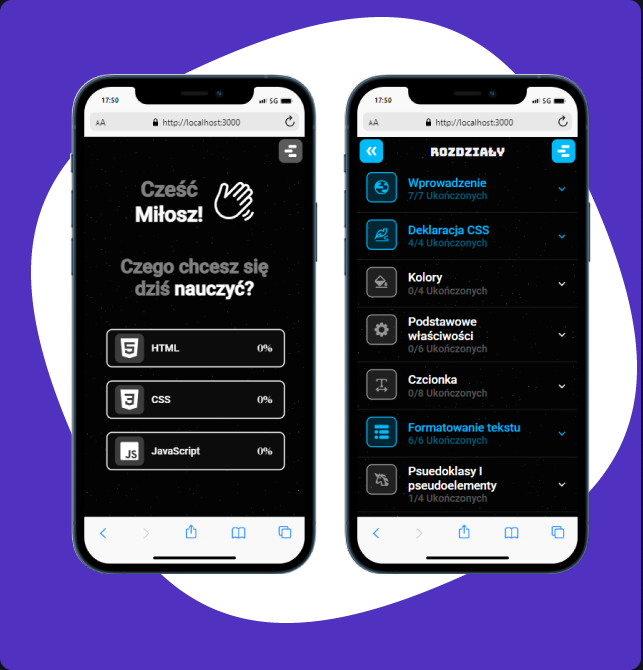 17:50
5G
AA
http://localhost:3000
Cześć
Miłosz!
Czego chcesz się
dziś nauczyć?
5
HTML
0%
3
CSS
0%
JS
JavaScript
0%
17:50
5G
AA
http://localhost:3000
ROZDZIAŁY
Wprowadzenie
7/7 Ukończonych
Deklaracja CSS
4/4 Ukończonych
Kolory
0/4 Ukończonych
Podstawowe
właściwości
0/6 Ukończonych
T
Czcionka
0/8 Ukończonych
Formatowanie tekstu
6/6 Ukończonych
Psuedoklasy I
pseudoelementy
1/4 Ukończonych